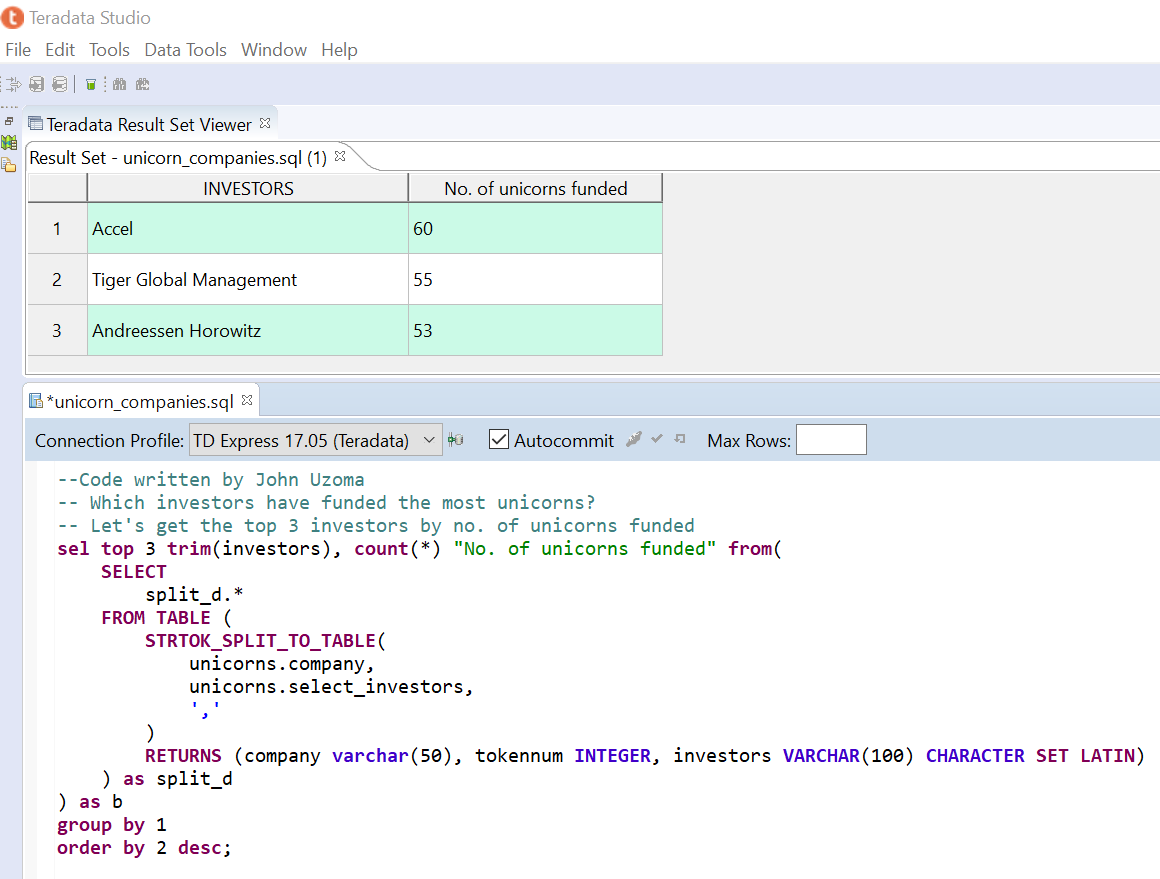 Teradata Studio
File Edit Tools Data Tools Window Help
Teradata Result Set Viewer
Result Set - unicorn_companies.sql (1)
INVESTORS No. of unicorns funded
1 Accel 60
2 Tiger Global Management 55
3 Andreessen Horowitz 53
*unicorn_companies.sql
Connection Profile: TD Express 17.05 (Teradata) Autocommit Max Rows:
--Code written by John Uzoma
-- Which investors have funded the most unicorns?
-- Let's get the top 3 investors by no. of unicorns funded
sel top 3 trim(investors), count(*) "No. of unicorns funded" from(
    SELECT
        split_d.*
    FROM TABLE (
        STRTOK_SPLIT_TO_TABLE(
            unicorns.company,
            unicorns.select_investors,
            ','
        )
        RETURNS (company varchar(50), tokennum INTEGER, investors VARCHAR(100) CHARACTER SET LATIN)
    ) as split_d
) as b
group by 1
order by 2 desc;